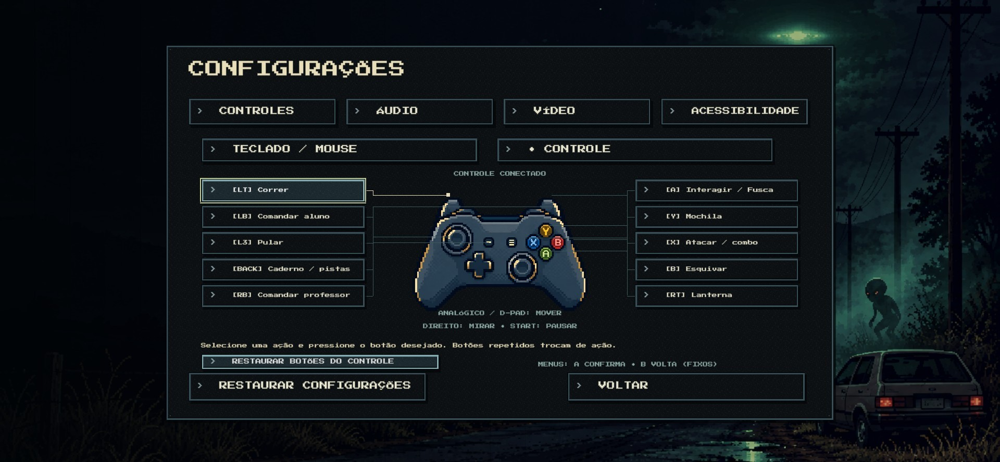 CONFIGURAÇÕES
> CONTROLES
> ÁUDIO
> VÍDEO
> ACESSIBILIDADE
> TECLADO / MOUSE
> • CONTROLE
CONTROLE CONECTADO
> [LT] Correr
> [LB] Comandar aluno
> [L3] Pular
> [BACK] Caderno / pistas
> [RB] Comandar professor
Y
X
B
A
> [A] Interagir / Fusca
> [Y] Mochila
> [X] Atacar / combo
> [B] Esquivar
> [RT] Lanterna
ANALÓGICO / D-PAD: MOVER
DIREITO: MIRAR • START: PAUSAR
Selecione uma ação e pressione o botão desejado. Botões repetidos trocam de ação.
> RESTAURAR BOTÕES DO CONTROLE
MENUS: A CONFIRMA • B VOLTA (FIXOS)
> RESTAURAR CONFIGURAÇÕES
> VOLTAR